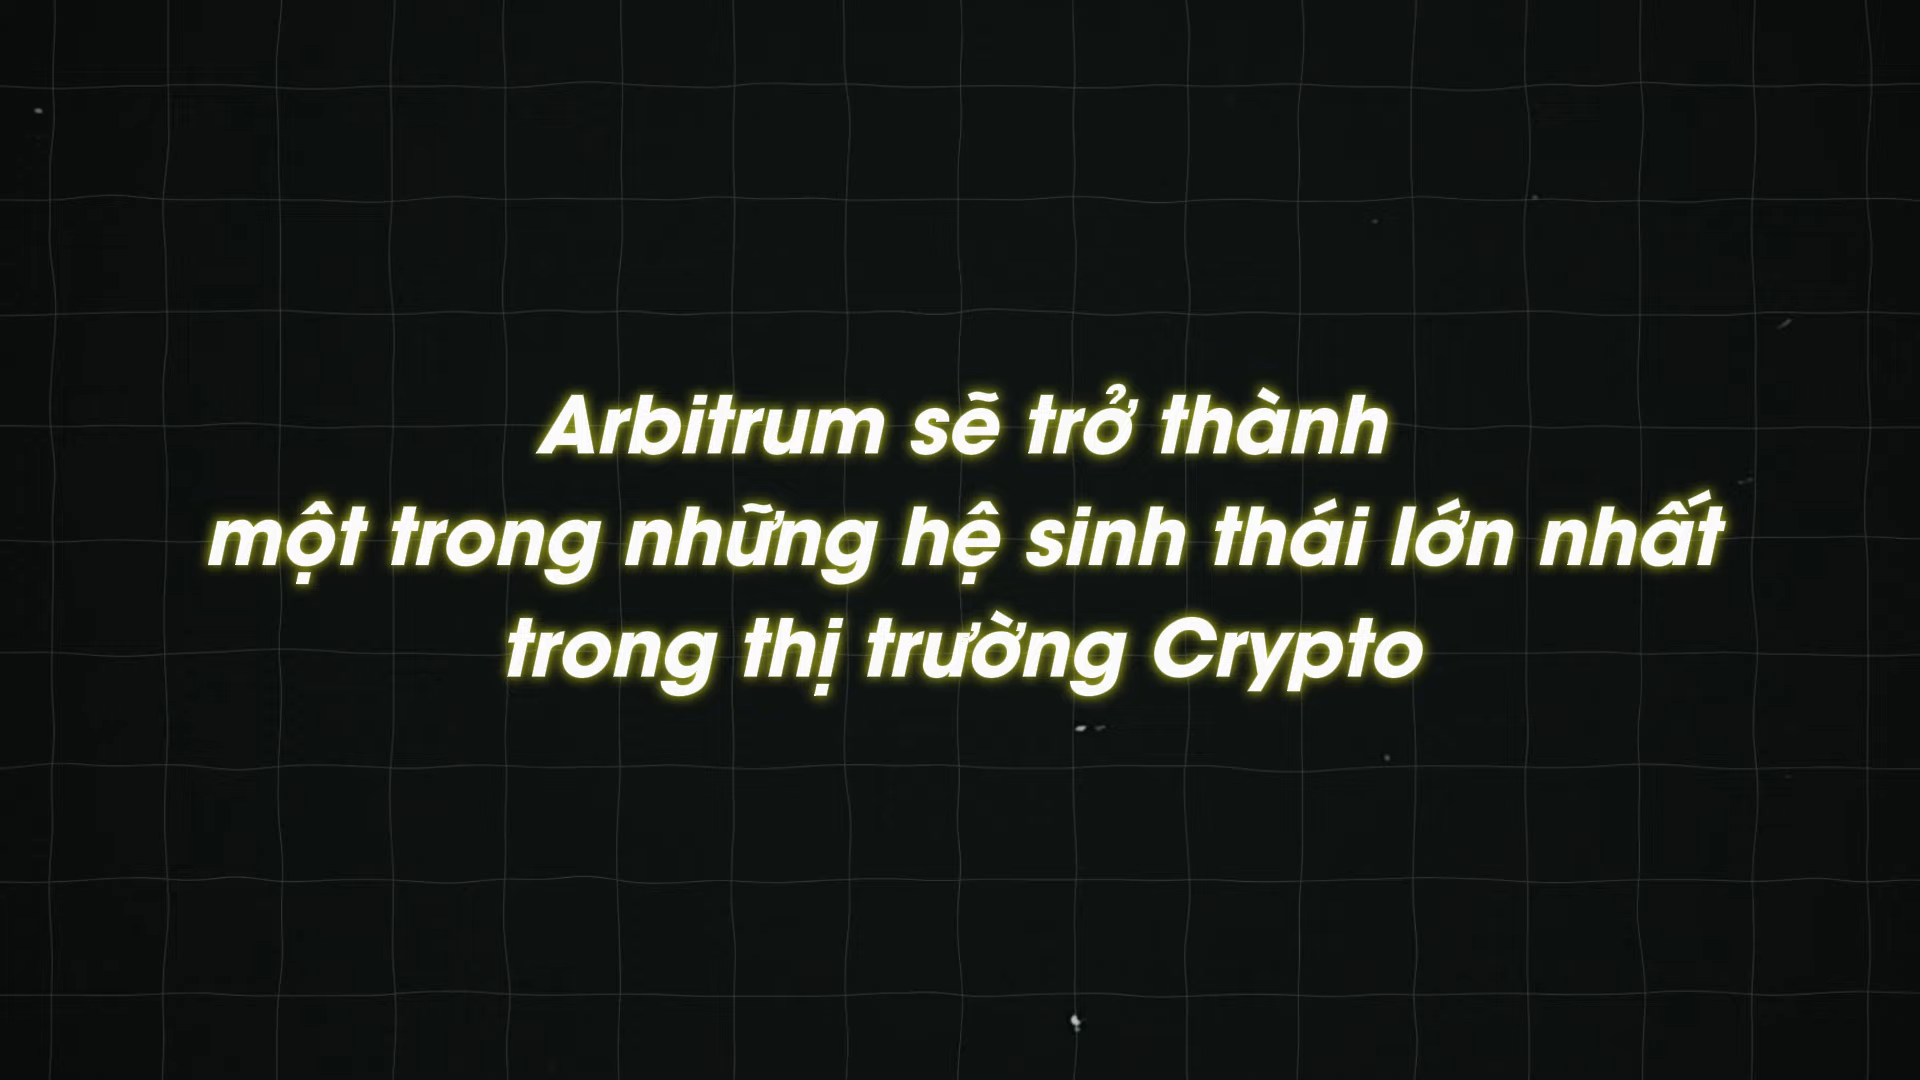 Arbitrum sẽ trở thành
một trong những hệ sinh thái lớn nhất
trong thị trường Crypto